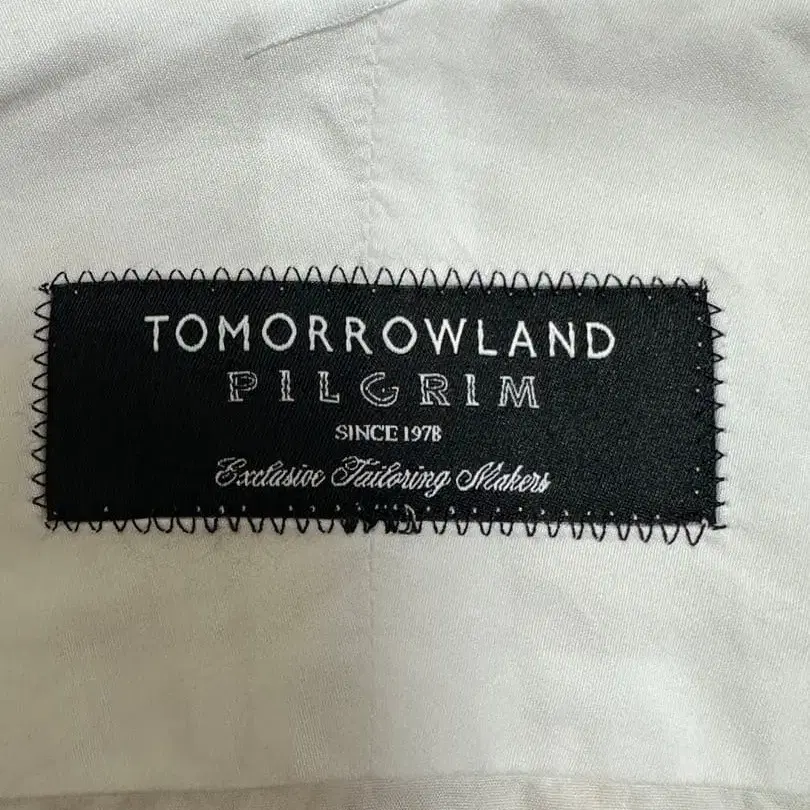 TOMORROWLAND
PILGRIM
SINCE 1978
Exclusive Tailoring Makers